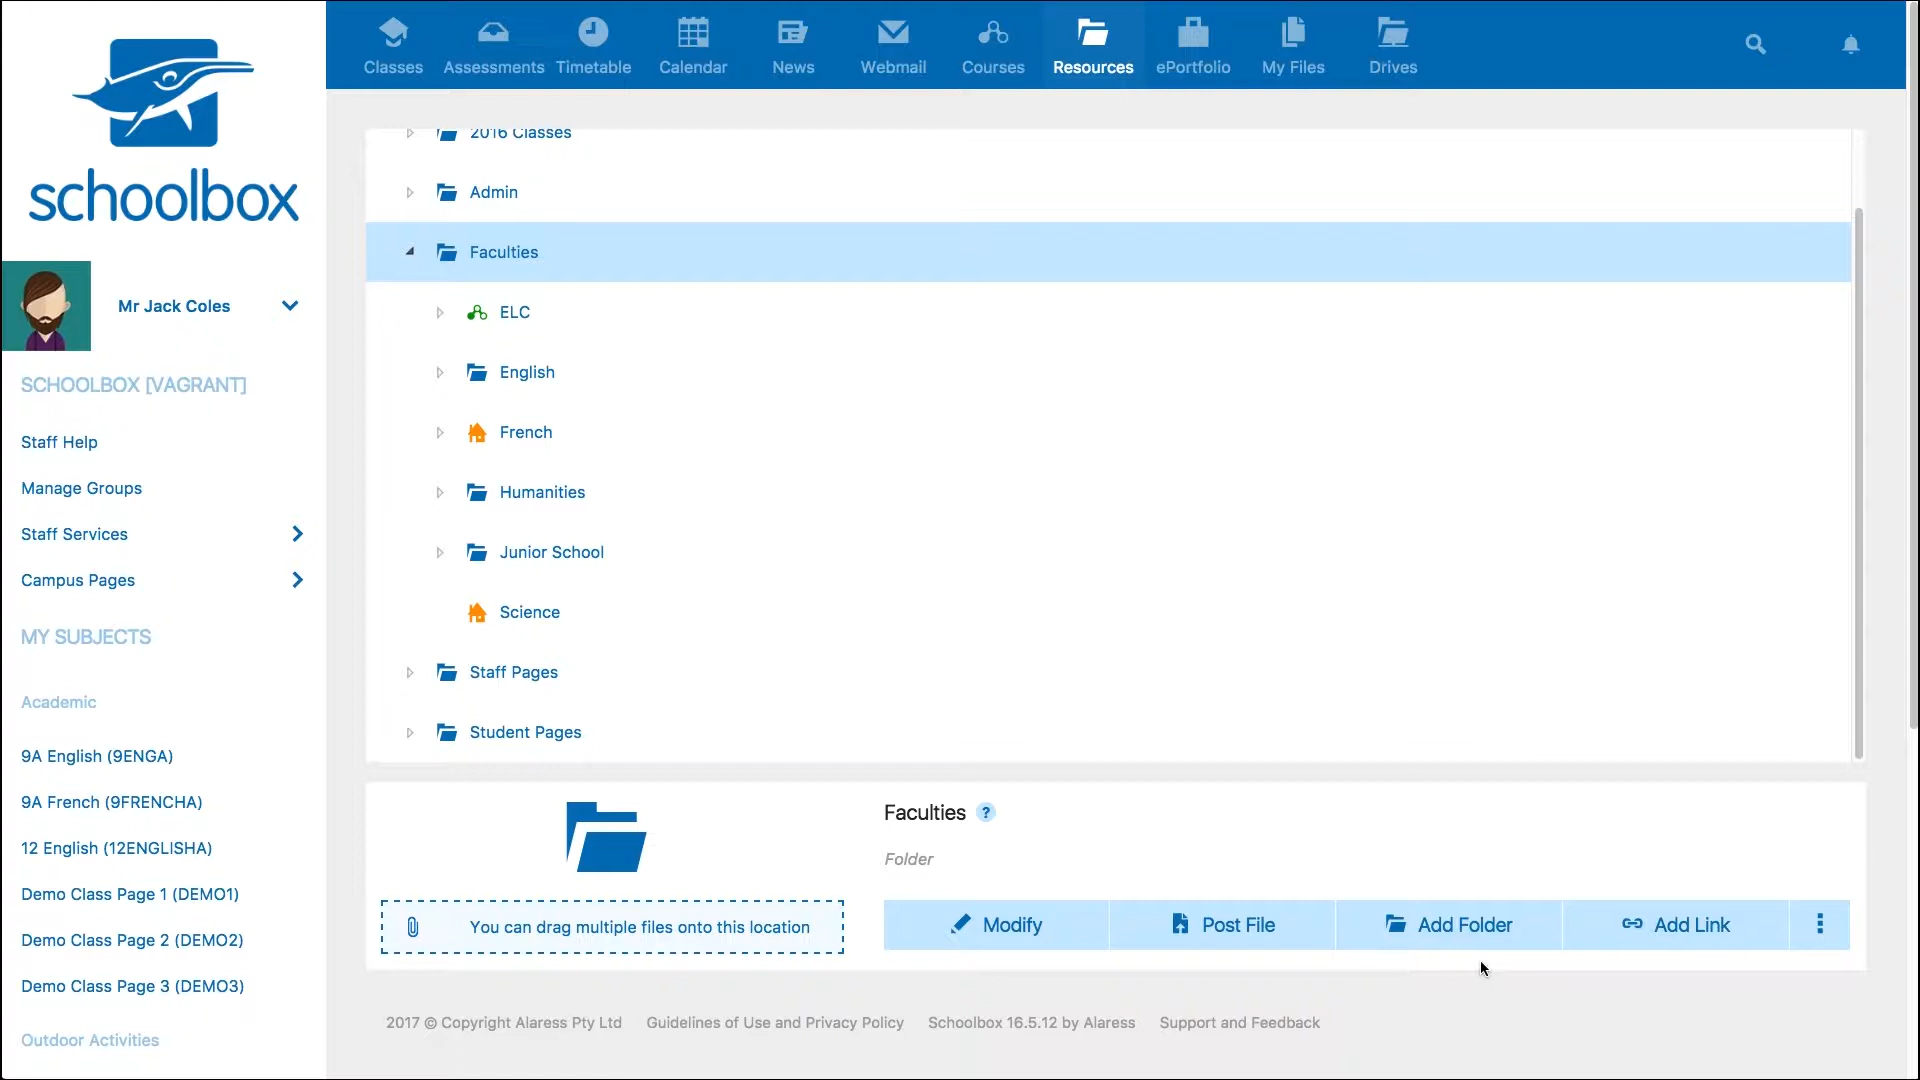 schoolbox
Classes
Assessments
Timetable
Calendar
News
Webmail
Courses
Resources
ePortfolio
My Files
Drives
Mr Jack Coles
SCHOOLBOX [VAGRANT]
Staff Help
Manage Groups
Staff Services
Campus Pages
MY SUBJECTS
Academic
9A English (9ENGA)
9A French (9FRENCHA)
12 English (12ENGLISHA)
Demo Class Page 1 (DEMO1)
Demo Class Page 2 (DEMO2)
Demo Class Page 3 (DEMO3)
Outdoor Activities
2016 Classes
Admin
Faculties
ELC
English
French
Humanities
Junior School
Science
Staff Pages
Student Pages
You can drag multiple files onto this location
Faculties ?
Folder
Modify
Post File
Add Folder
Add Link
2017 © Copyright Alaress Pty Ltd
Guidelines of Use and Privacy Policy
Schoolbox 16.5.12 by Alaress
Support and Feedback